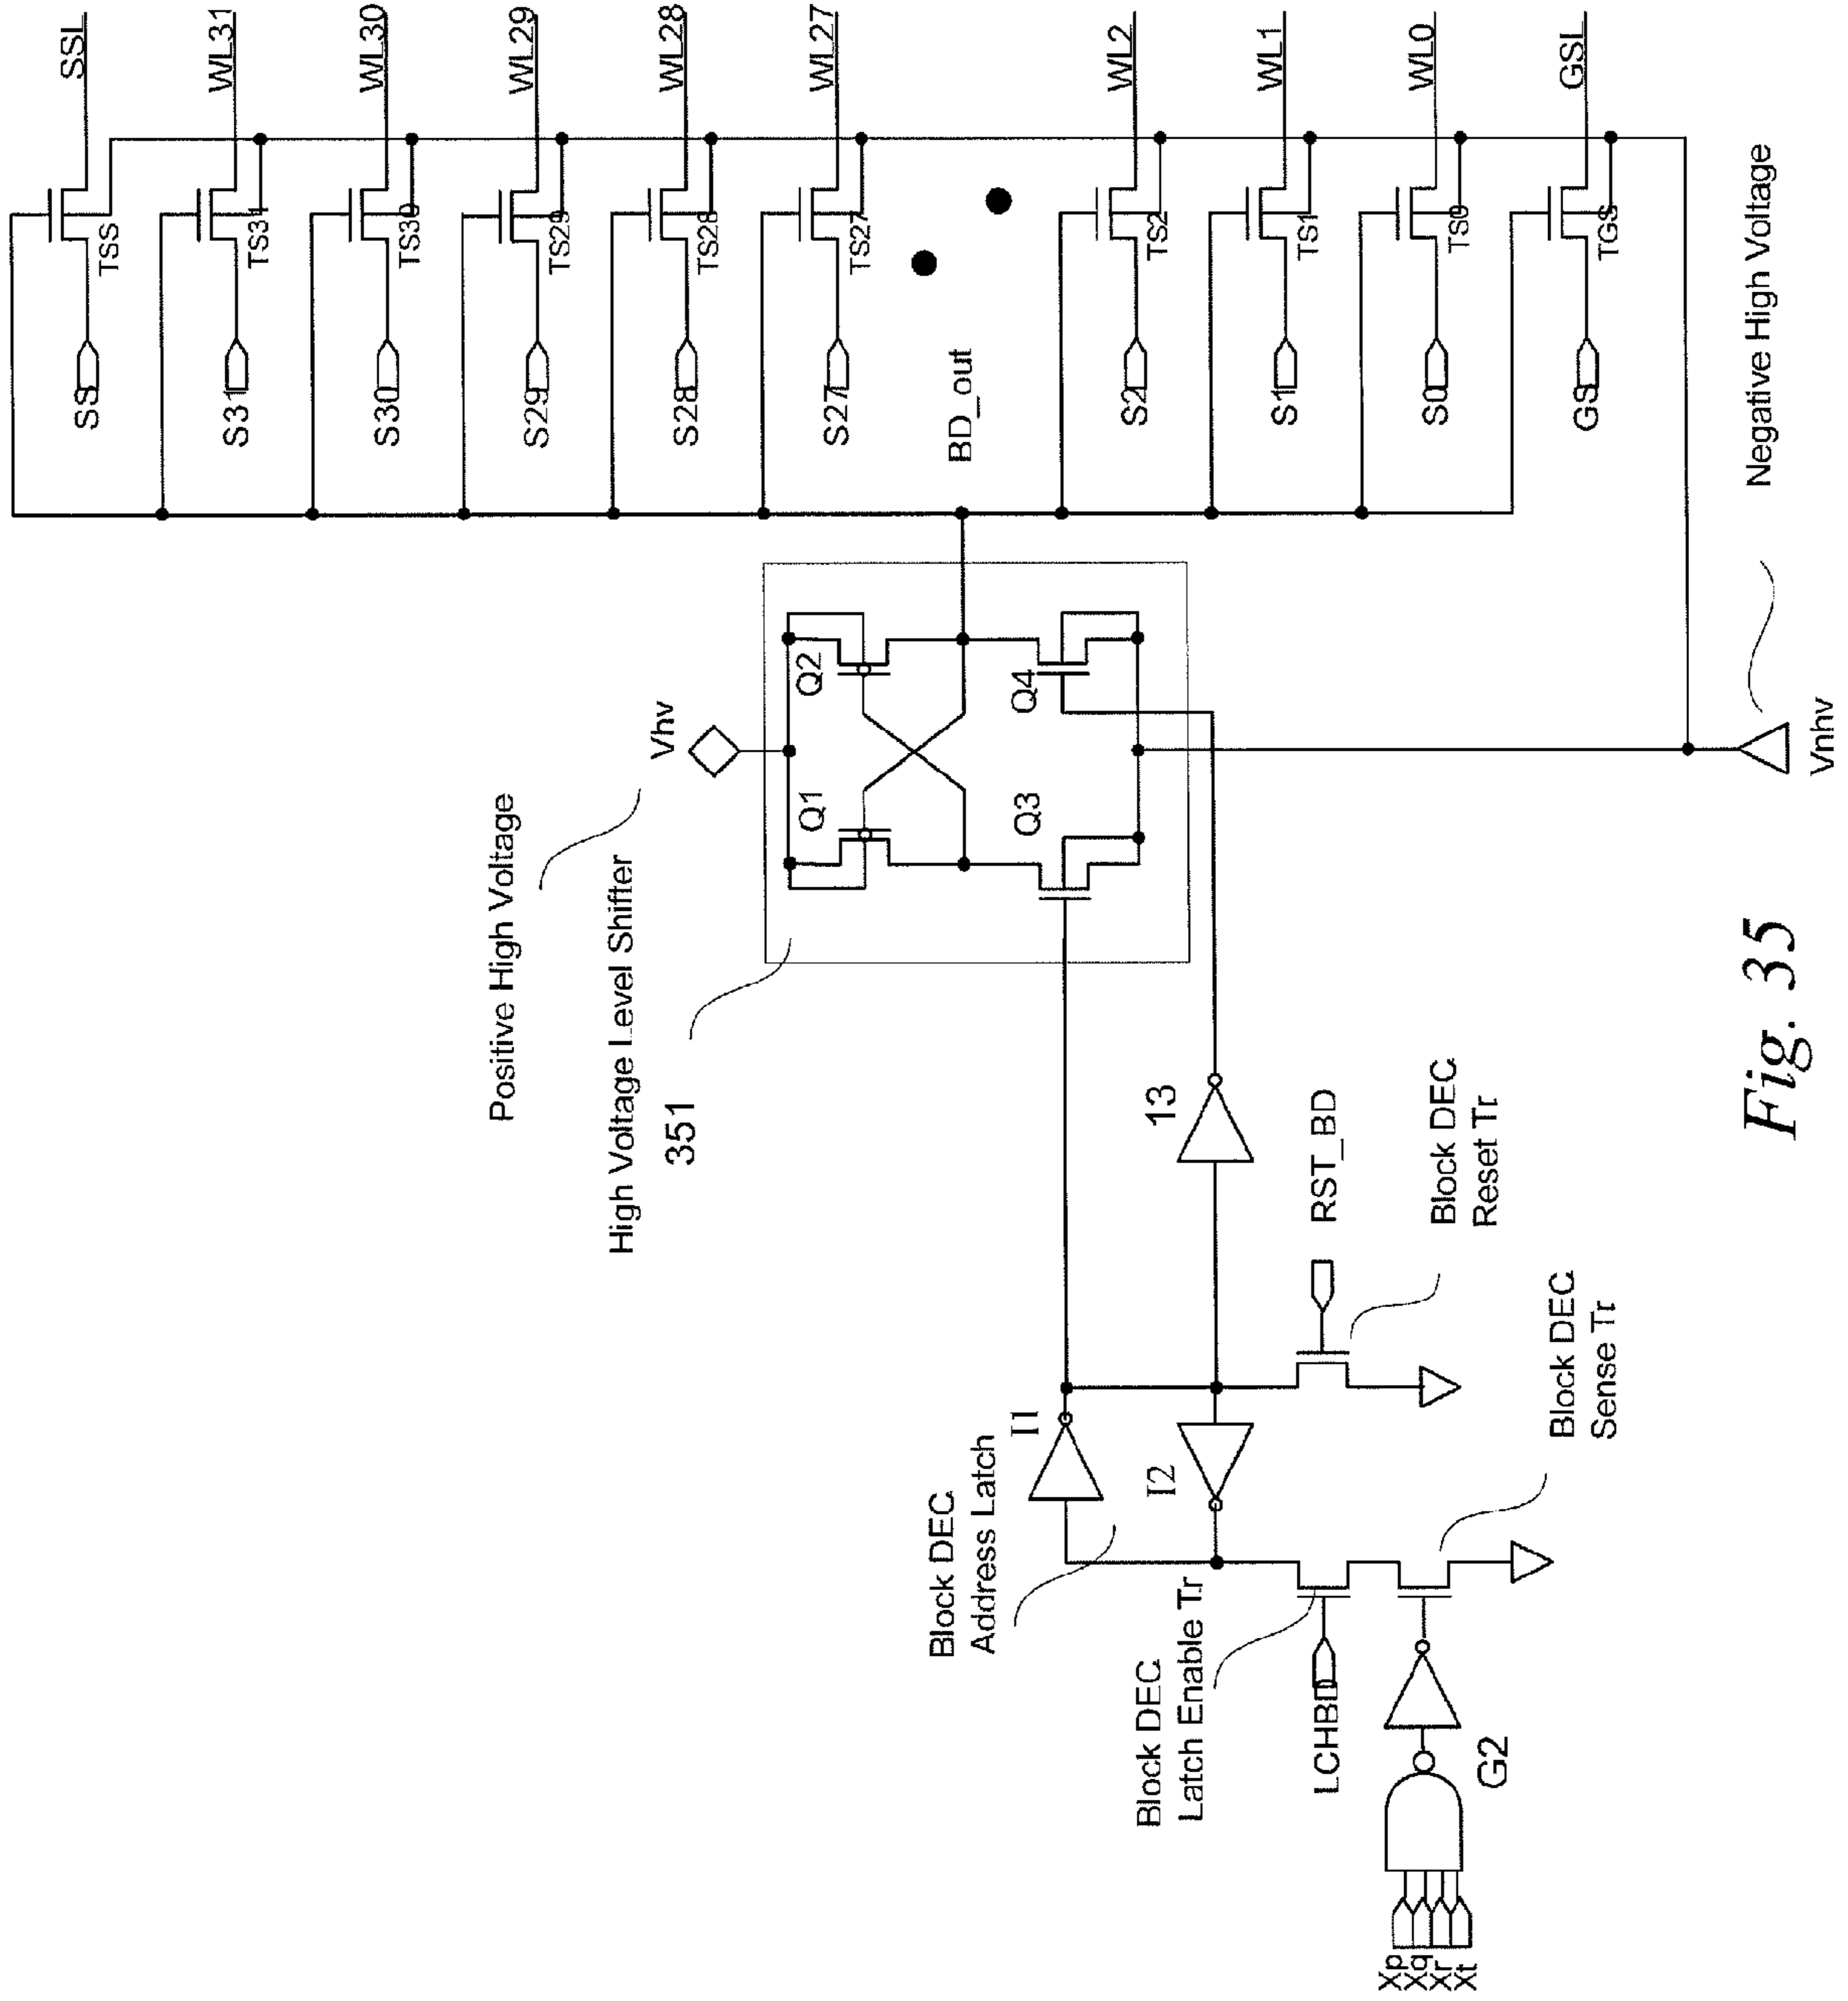 SSL
WL31
WL30
WL29
WL28
WL27
WL2
WL1
WL0
GSL
TSS
TS31
TS30
TS29
TS28
TS27
TS2
TS1
TS0
TGS
SS
S31
S30
S29
S28
S27
S2
S1
S0
GS
BD_out
Negative High Voltage
Vnhv
Vhv
Positive High Voltage
High Voltage Level Shifter
351
Q1
Q2
Q3
Q4
13
RST_BD
Block DEC
Reset Tr
I1
I2
Block DEC
Address Latch
Block DEC
Sense Tr
Block DEC
Latch Enable Tr
LCHBD
G2
Xp
Xq
Xr
Xt
Fig. 35